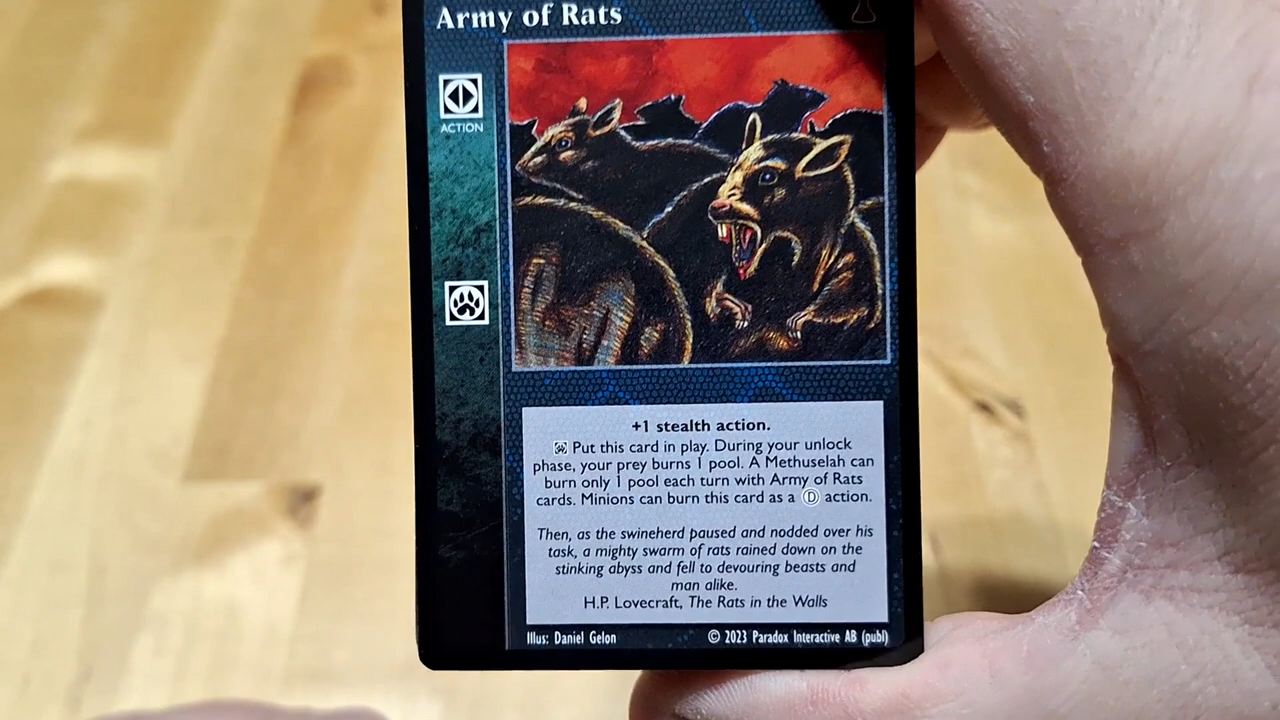 Army of Rats
ACTION
+1 stealth action.
Put this card in play. During your unlock
phase, your prey burns 1 pool. A Methuselah can
burn only 1 pool each turn with Army of Rats
cards. Minions can burn this card as a Ⓓ action.
Then, as the swineherd paused and nodded over his
task, a mighty swarm of rats rained down on the
stinking abyss and fell to devouring beasts and
man alike.
H.P. Lovecraft, The Rats in the Walls
Illus: Daniel Gelon © 2023 Paradox Interactive AB (publ)